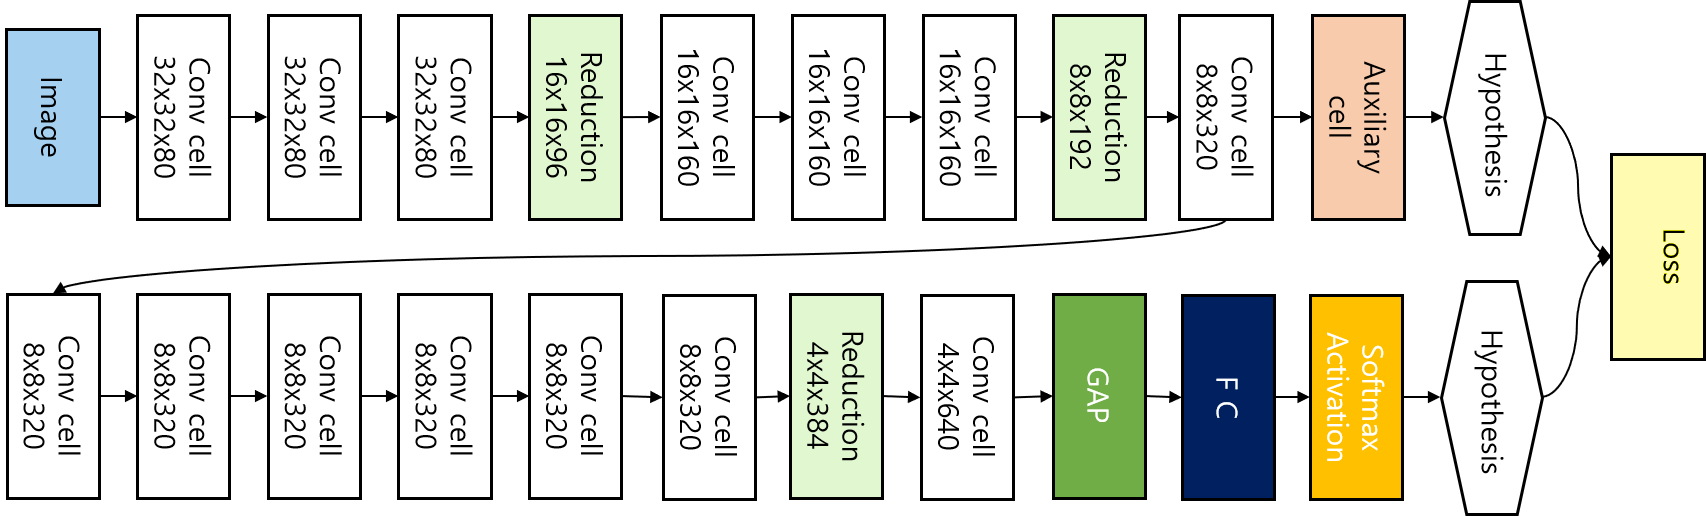 Image
Conv cell
32x32x80
Conv cell
32x32x80
Conv cell
32x32x80
Reduction
16x16x96
Conv cell
16x16x160
Conv cell
16x16x160
Conv cell
16x16x160
Reduction
8x8x192
Conv cell
8x8x320
Auxiliary
cell
Hypothesis
Loss
Conv cell
8x8x320
Conv cell
8x8x320
Conv cell
8x8x320
Conv cell
8x8x320
Conv cell
8x8x320
Conv cell
8x8x320
Reduction
4x4x384
Conv cell
4x4x640
GAP
F C
Softmax
Activation
Hypothesis